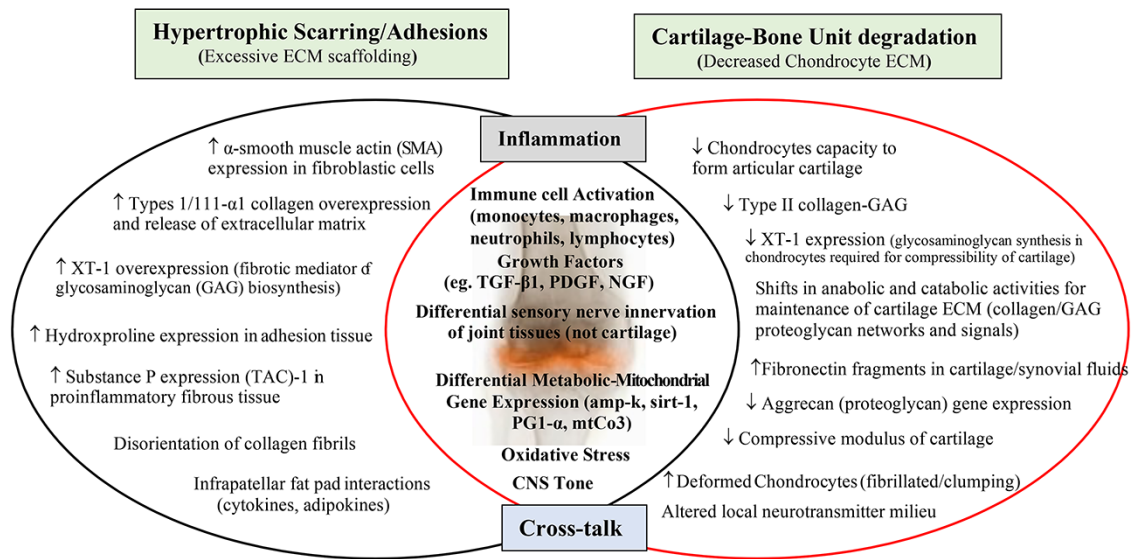 Hypertrophic Scarring/Adhesions
(Excessive ECM scaffolding)
Cartilage-Bone Unit degradation
(Decreased Chondrocyte ECM)
Inflammation
↑ α-smooth muscle actin (SMA)
expression in fibroblastic cells
↑ Types 1/111-α1 collagen overexpression
and release of extracellular matrix
↑ XT-1 overexpression (fibrotic mediator of
glycosaminoglycan (GAG) biosynthesis)
↑ Hydroxproline expression in adhesion tissue
↑ Substance P expression (TAC)-1 in
proinflammatory fibrous tissue
Disorientation of collagen fibrils
Infrapatellar fat pad interactions
(cytokines, adipokines)
Immune cell Activation
(monocytes, macrophages,
neutrophils, lymphocytes)
Growth Factors
(eg. TGF-β1, PDGF, NGF)
Differential sensory nerve innervation
of joint tissues (not cartilage)
Differential Metabolic-Mitochondrial
Gene Expression (amp-k, sirt-1,
PG1-α, mtCo3)
Oxidative Stress
CNS Tone
Cross-talk
↓ Chondrocytes capacity to
form articular cartilage
↓ Type II collagen-GAG
↓ XT-1 expression (glycosaminoglycan synthesis in
chondrocytes required for compressibility of cartilage)
Shifts in anabolic and catabolic activities for
maintenance of cartilage ECM (collagen/GAG
proteoglycan networks and signals)
↑Fibronectin fragments in cartilage/synovial fluids
↓ Aggrecan (proteoglycan) gene expression
↓ Compressive modulus of cartilage
↑Deformed Chondrocytes (fibrillated/clumping)
Altered local neurotransmitter milieu